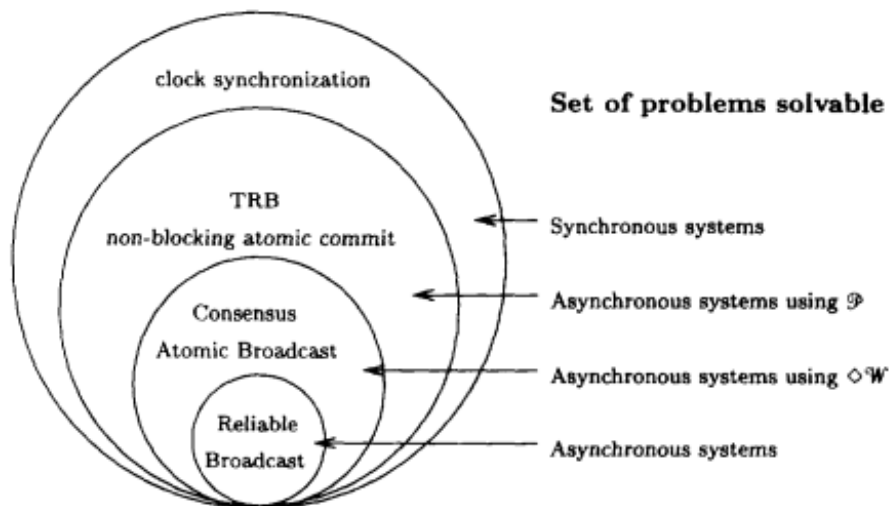 clock synchronization
Set of problems solvable
TRB
non-blocking atomic commit
Synchronous systems
Consensus
Atomic Broadcast
Asynchronous systems using 𝒫
Asynchronous systems using ◇𝒲
Reliable
Broadcast
Asynchronous systems